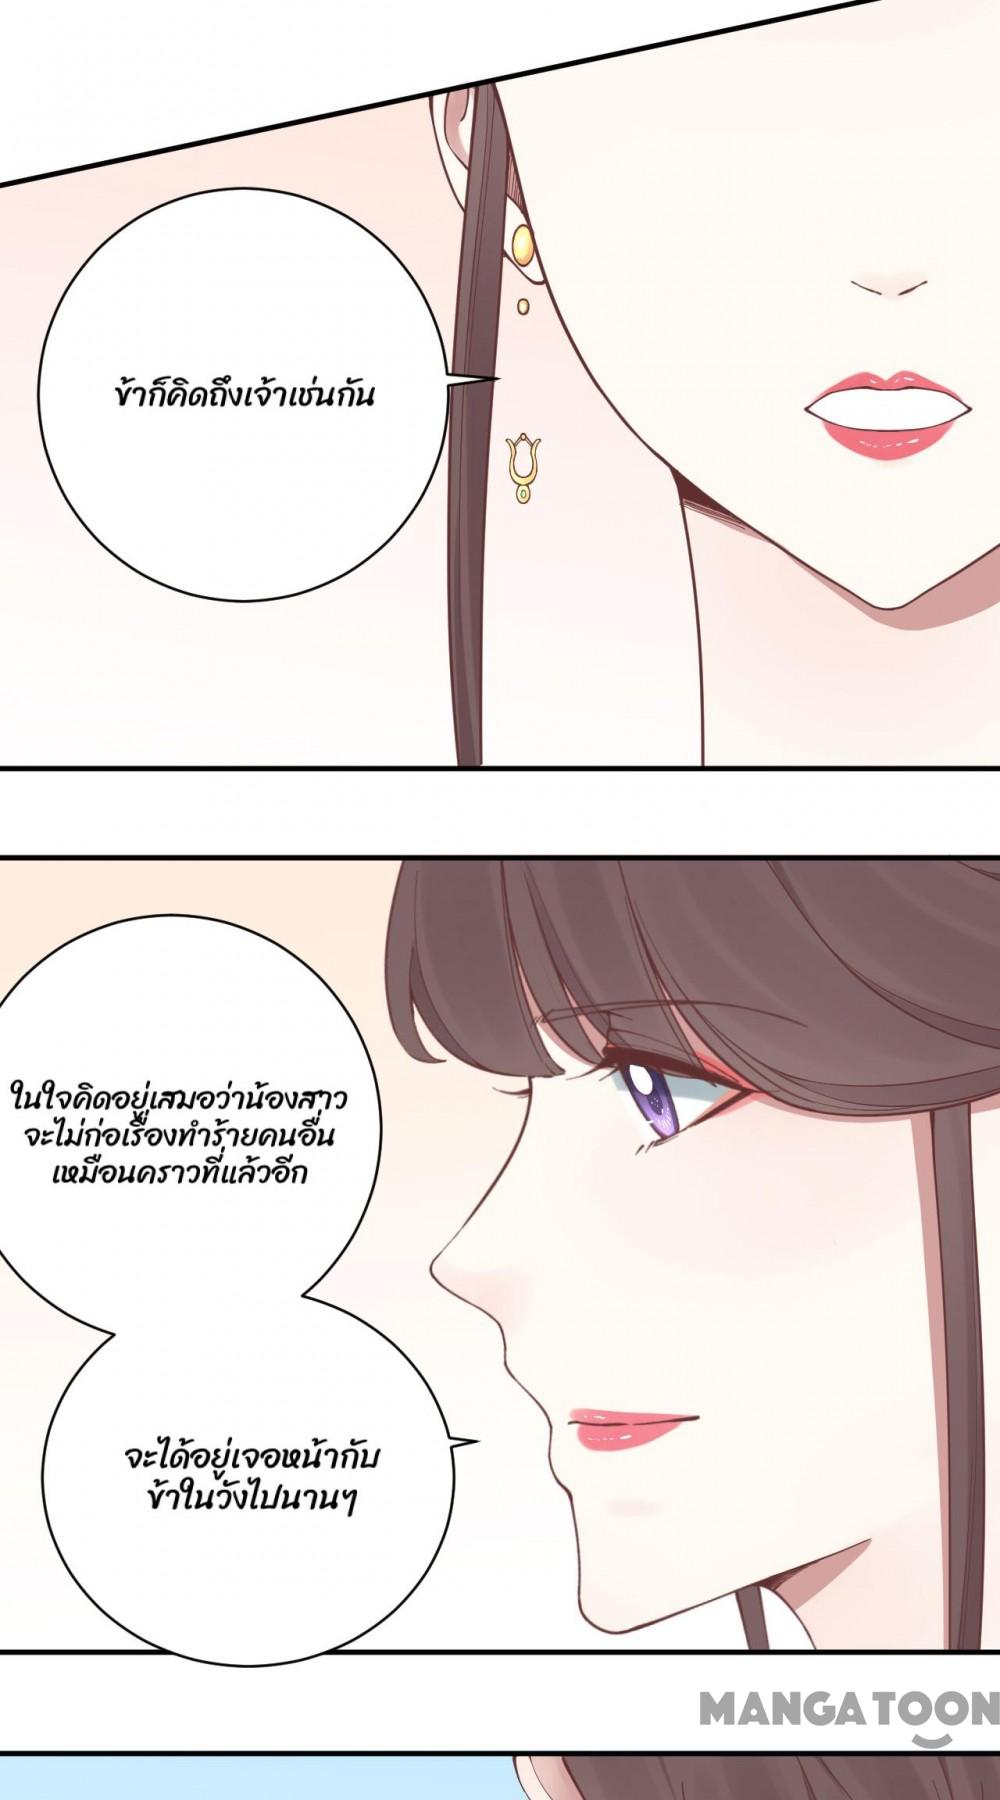 ข้าก็คิดถึงเจ้าเช่นกัน
ในใจคิดอยู่เสมอว่าน้องสาว
จะไม่ก่อเรื่องทำร้ายคนอื่น
เหมือนคราวที่แล้วอีก
จะได้อยู่เจอหน้ากับ
ข้าในวังไปนานๆ
MANGATOON